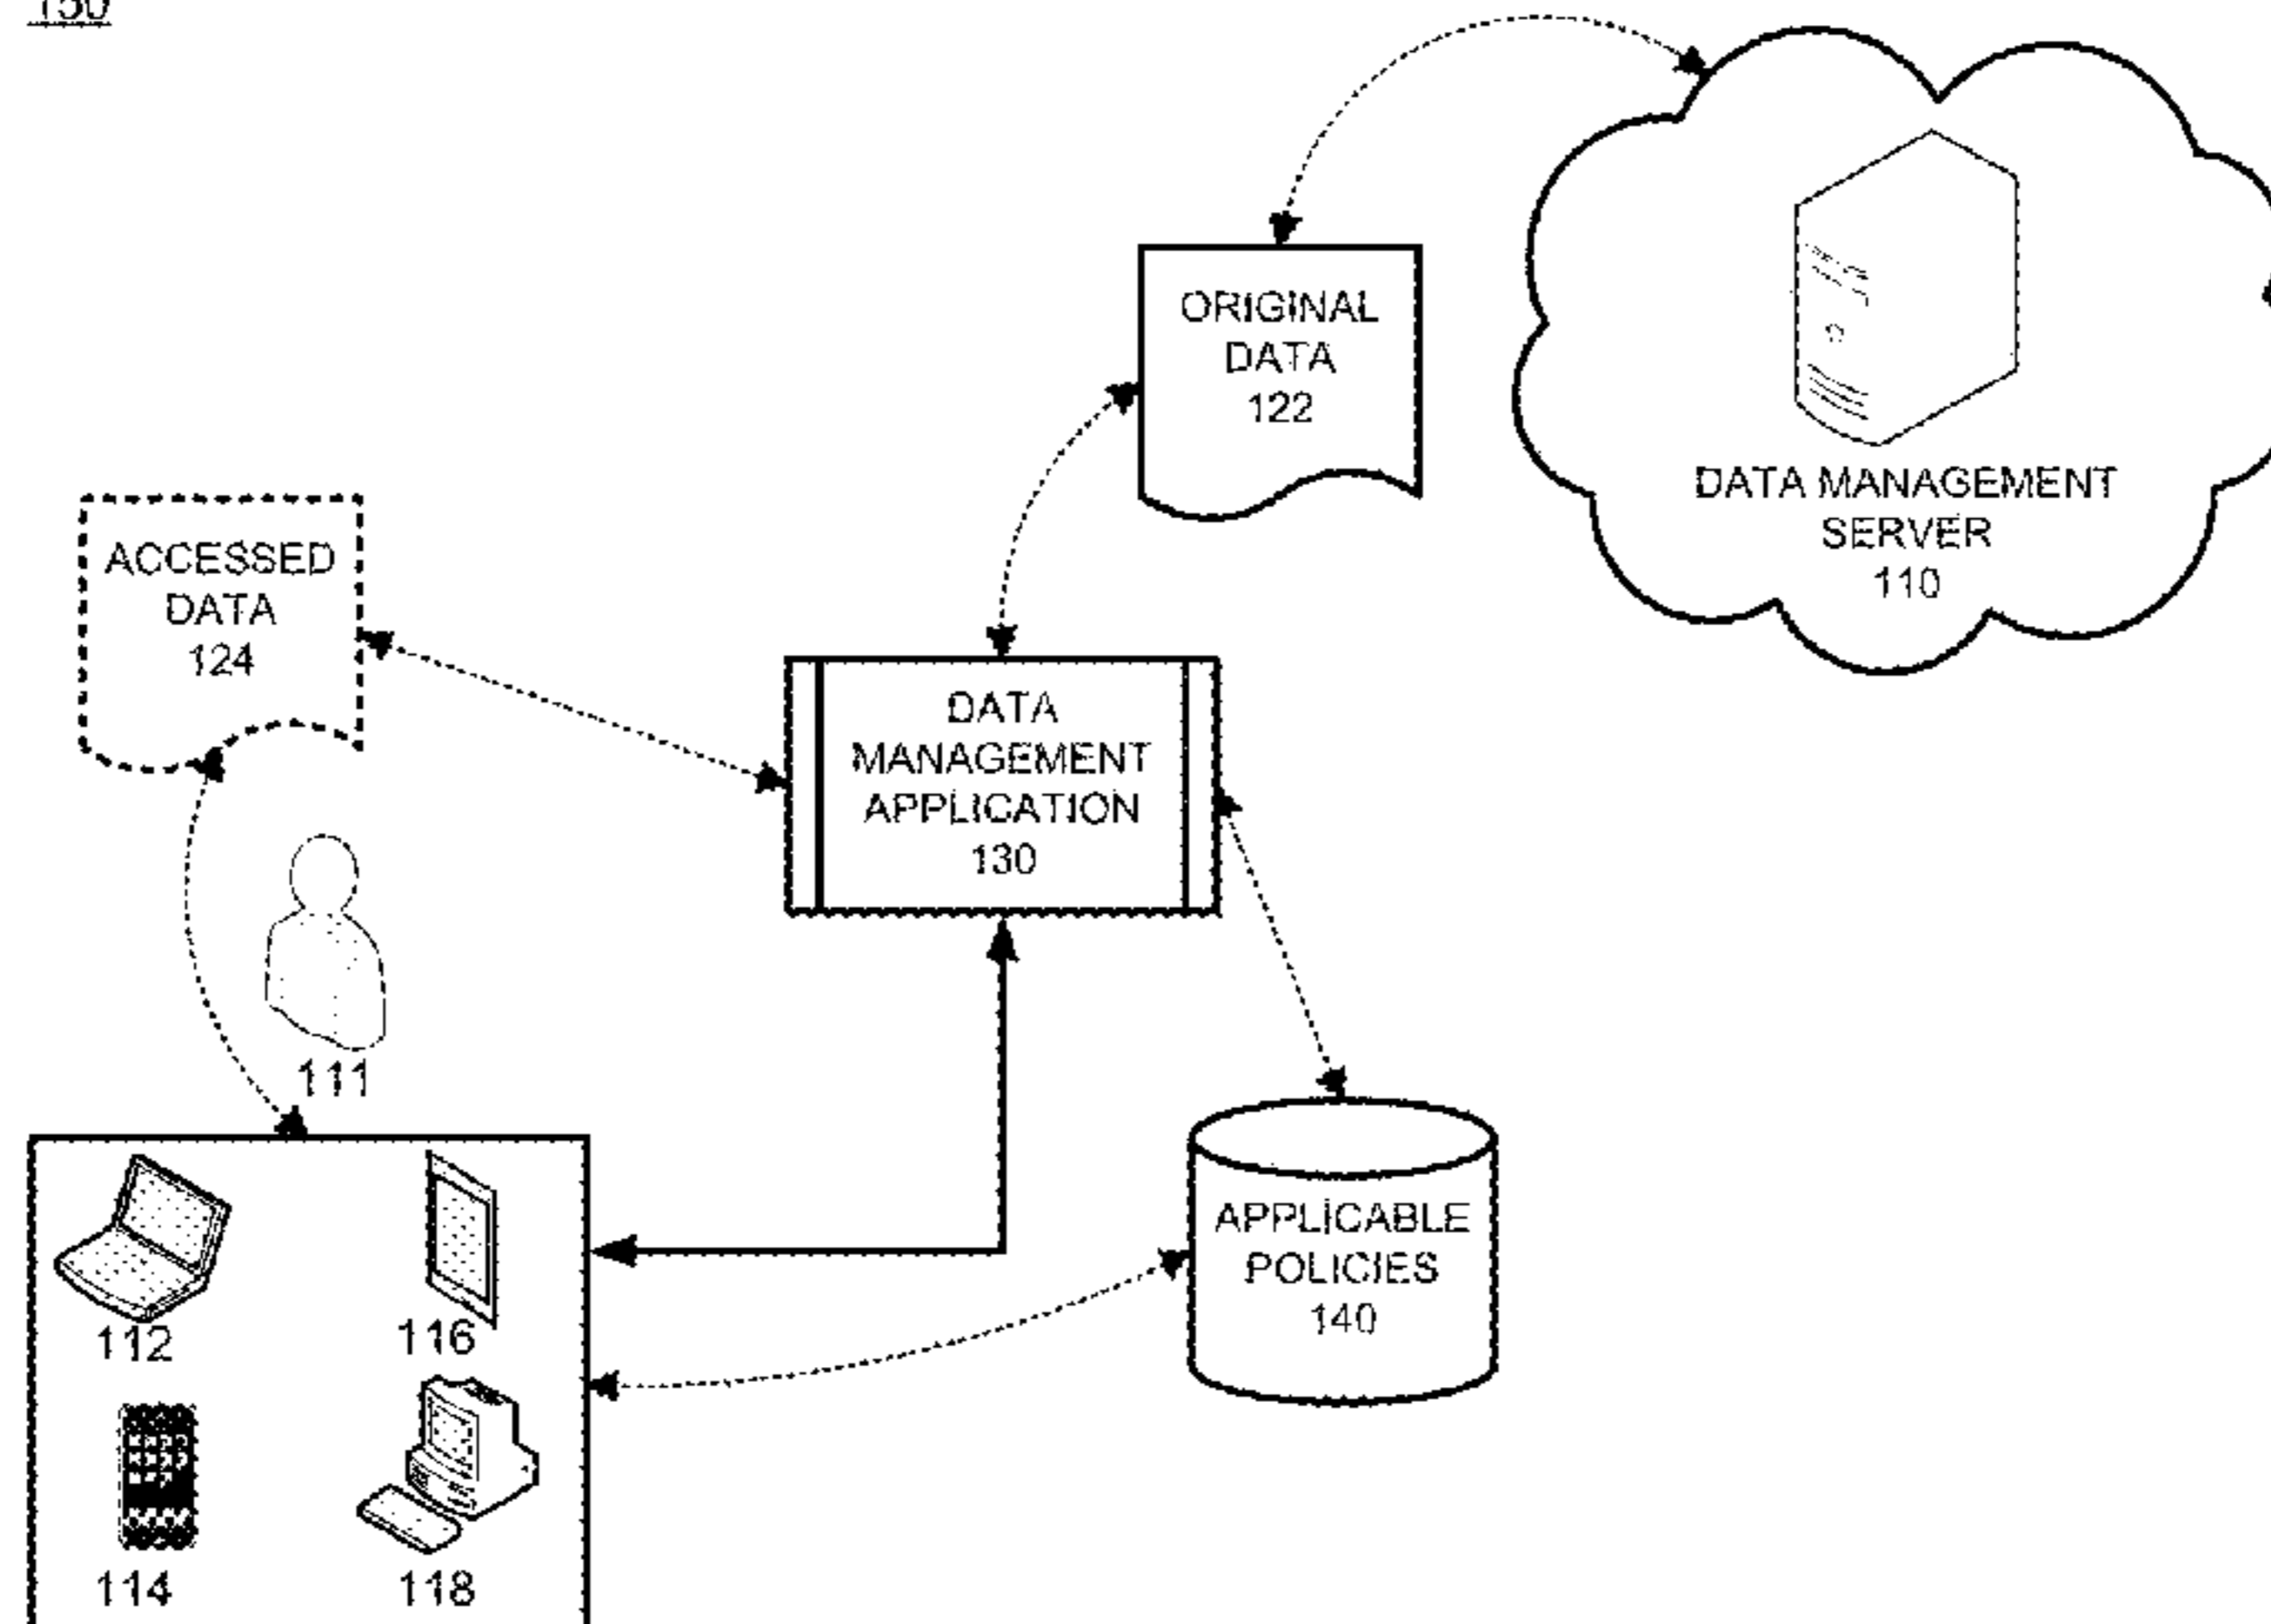 150
ORIGINAL
DATA
122
DATA MANAGEMENT
SERVER
110
ACCESSED
DATA
124
DATA
MANAGEMENT
APPLICATION
130
111
APPLICABLE
POLICIES
140
112
116
114
118